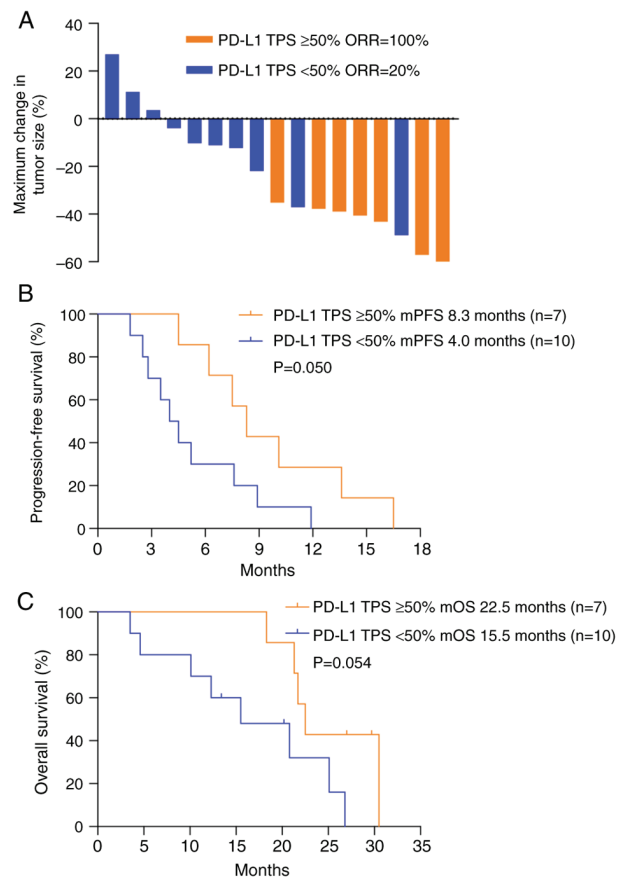 A
PD-L1 TPS ≥50% ORR=100%
PD-L1 TPS <50% ORR=20%
Maximum change in
tumor size (%)
40
20
0
–20
–40
–60
B
PD-L1 TPS ≥50% mPFS 8.3 months (n=7)
PD-L1 TPS <50% mPFS 4.0 months (n=10)
P=0.050
Progression-free survival (%)
100
80
60
40
20
0
0 3 6 9 12 15 18
Months
C
PD-L1 TPS ≥50% mOS 22.5 months (n=7)
PD-L1 TPS <50% mOS 15.5 months (n=10)
P=0.054
Overall survival (%)
100
80
60
40
20
0
0 5 10 15 20 25 30 35
Months